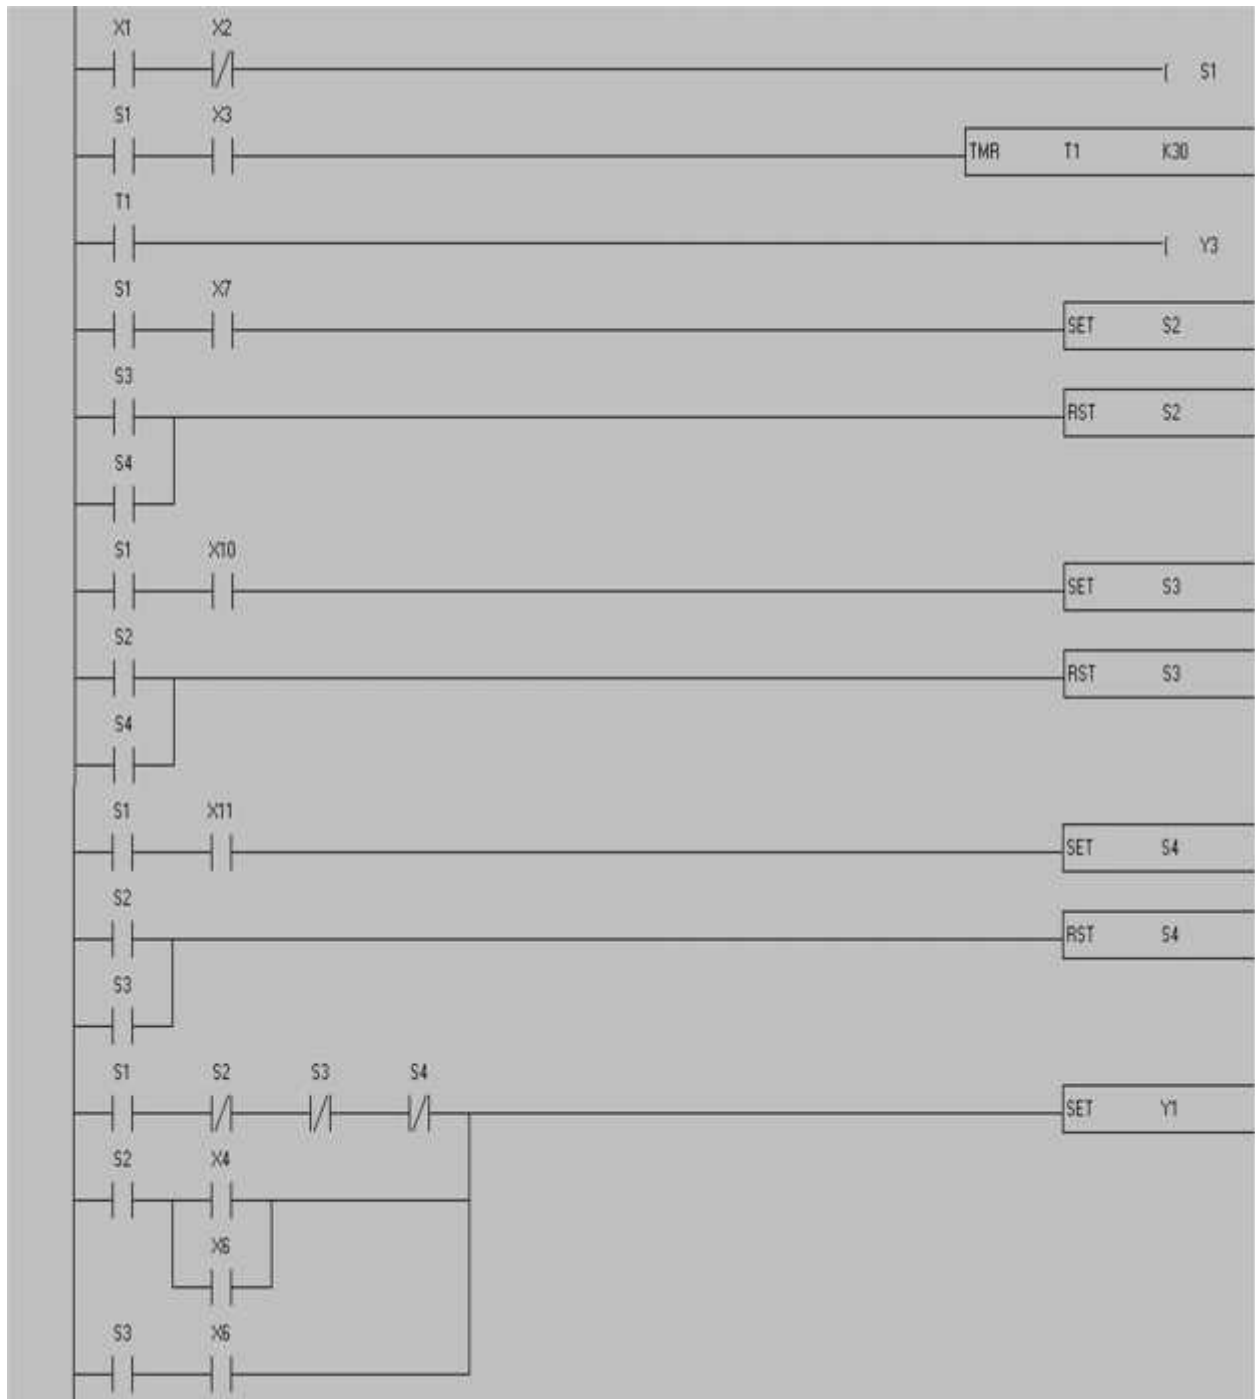 X1 X2
S1
S1 X3
TMR T1 K30
T1
Y3
S1 X7
SET S2
S3
RST S2
S4
S1 X10
SET S3
S2
RST S3
S4
S1 X11
SET S4
S2
RST S4
S3
S1 S2 S3 S4
SET Y1
S2 X4
X6
S3 X6